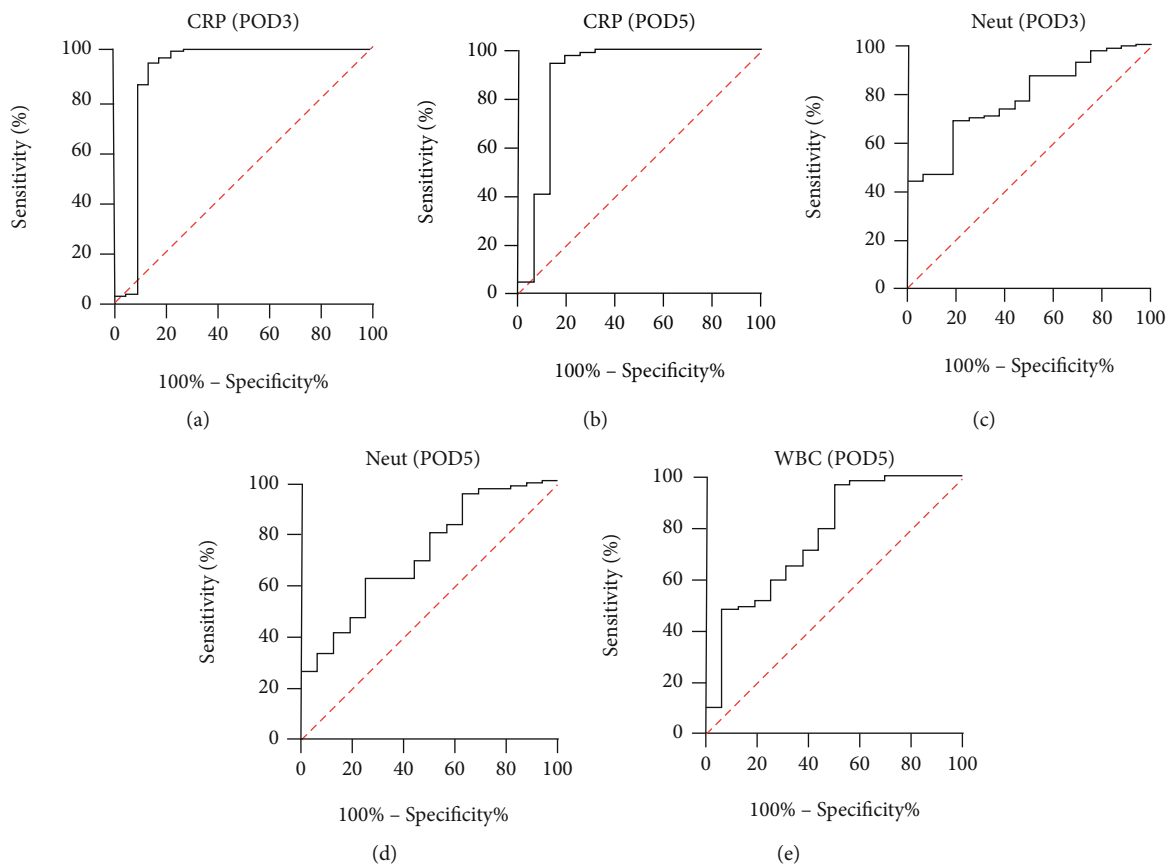 CRP (POD3)
100
80
60
40
20
0
Sensitivity (%)
0 20 40 60 80 100
100% – Specificity%
(a)
CRP (POD5)
100
80
60
40
20
0
Sensitivity (%)
0 20 40 60 80 100
100% – Specificity%
(b)
Neut (POD3)
100
80
60
40
20
0
Sensitivity (%)
0 20 40 60 80 100
100% – Specificity%
(c)
Neut (POD5)
100
80
60
40
20
0
Sensitivity (%)
0 20 40 60 80 100
100% – Specificity%
(d)
WBC (POD5)
100
80
60
40
20
0
Sensitivity (%)
0 20 40 60 80 100
100% – Specificity%
(e)